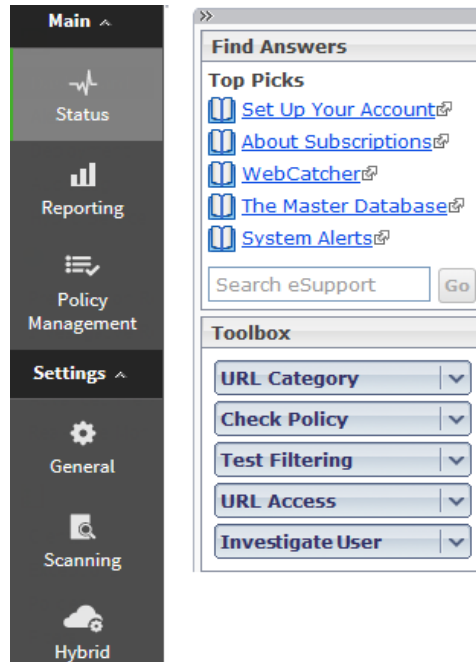 Main
Status
Reporting
Policy
Management
Settings
General
Scanning
Hybrid
Find Answers
Top Picks
Set Up Your Account
About Subscriptions
WebCatcher
The Master Database
System Alerts
Search eSupport Go
Toolbox
URL Category
Check Policy
Test Filtering
URL Access
Investigate User